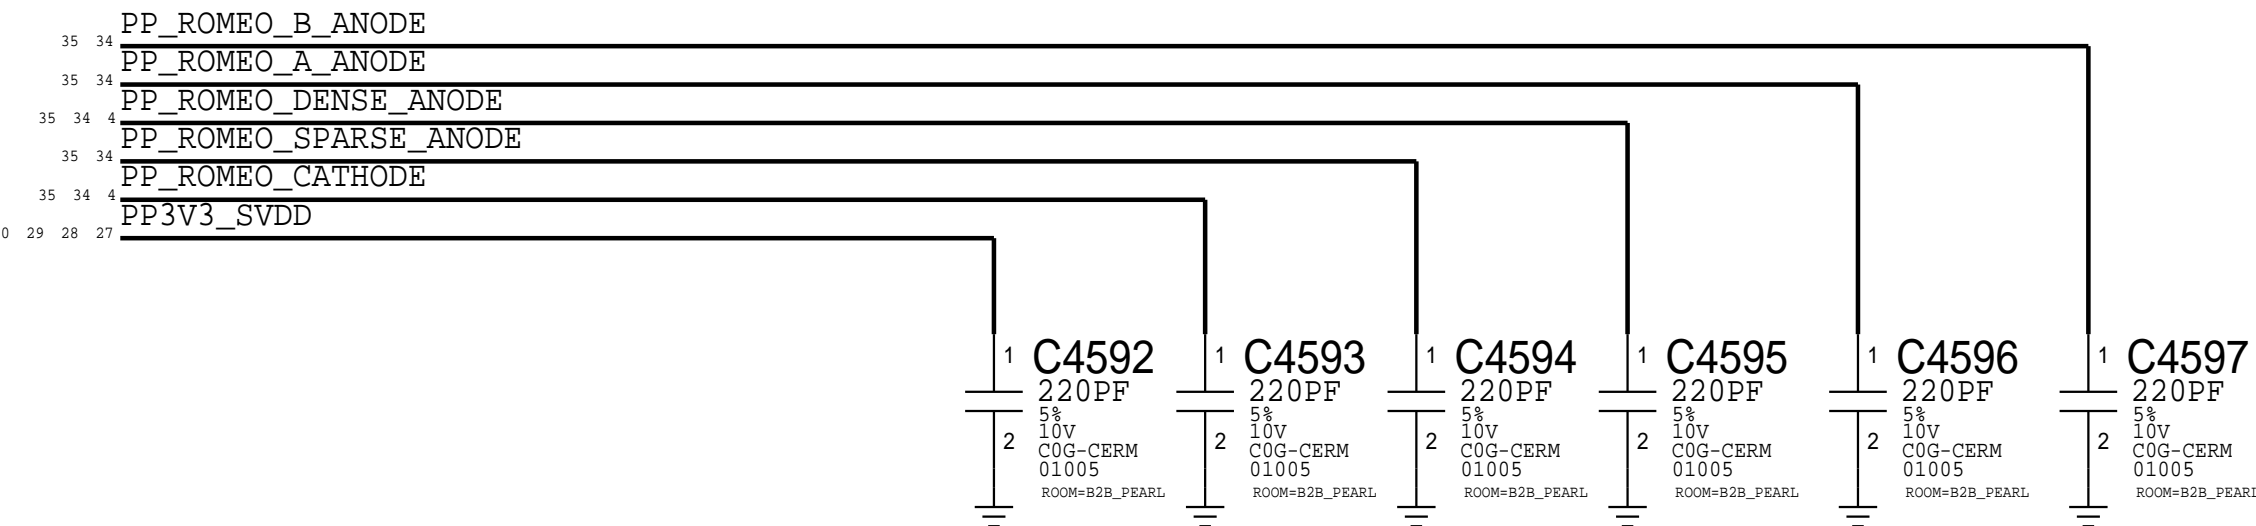 PP_ROMEO_B_ANODE
35 34
PP_ROMEO_A_ANODE
35 34
PP_ROMEO_DENSE_ANODE
35 34 4
PP_ROMEO_SPARSE_ANODE
35 34
PP_ROMEO_CATHODE
35 34 4
PP3V3_SVDD
0 29 28 27
1 C4592 1 C4593 1 C4594 1 C4595 1 C4596 1 C4597
220PF 220PF 220PF 220PF 220PF 220PF
5% 5% 5% 5% 5% 5%
10V 10V 10V 10V 10V 10V
2 2 2 2 2 2
C0G-CERM C0G-CERM C0G-CERM C0G-CERM C0G-CERM C0G-CERM
01005 01005 01005 01005 01005 01005
ROOM=B2B_PEARL ROOM=B2B_PEARL ROOM=B2B_PEARL ROOM=B2B_PEARL ROOM=B2B_PEARL ROOM=B2B_PEARL